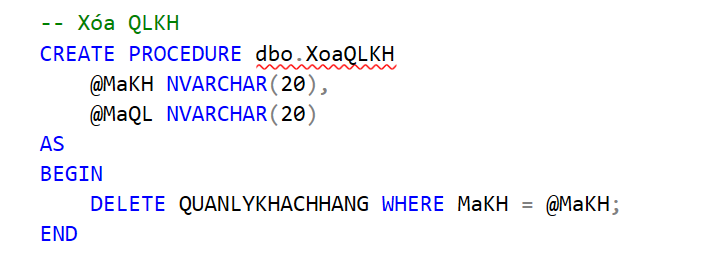 -- Xóa QLKH
CREATE PROCEDURE dbo.XoaQLKH
@MaKH NVARCHAR(20),
@MaQL NVARCHAR(20)
AS
BEGIN
DELETE QUANLYKHACHHANG WHERE MaKH = @MaKH;
END